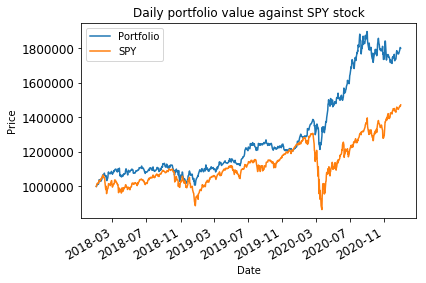 Daily portfolio value against SPY stock
Portfolio
SPY
1800000
1600000
1400000
1200000
1000000
Price
2018-03
2018-07
2018-11
2019-03
2019-07
2019-11
2020-03
2020-07
2020-11
Date